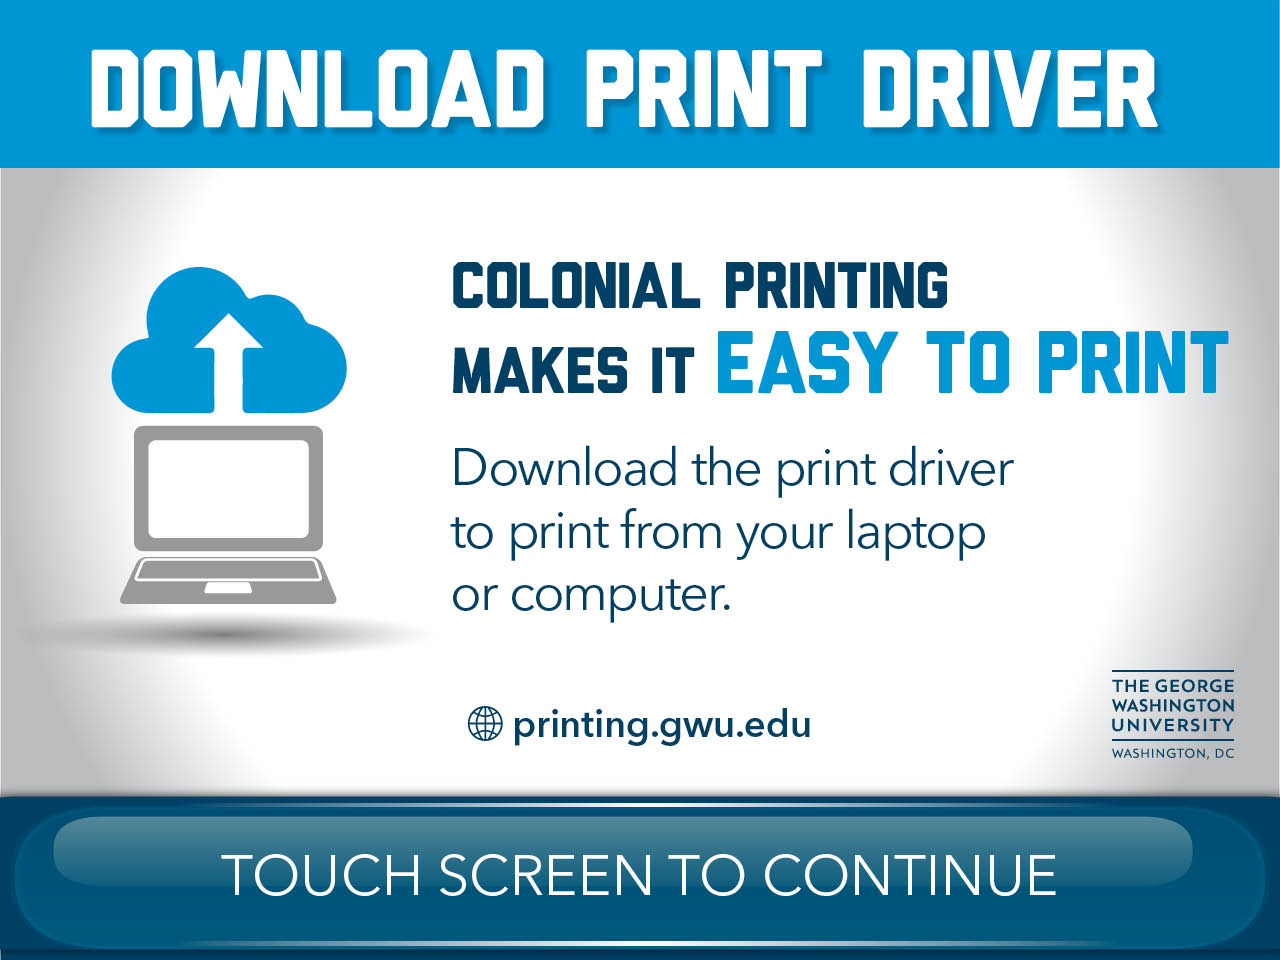 DOWNLOAD PRINT DRIVER
COLONIAL PRINTING
MAKES IT EASY TO PRINT
Download the print driver
to print from your laptop
or computer.
printing.gwu.edu
THE GEORGE
WASHINGTON
UNIVERSITY
WASHINGTON, DC
TOUCH SCREEN TO CONTINUE